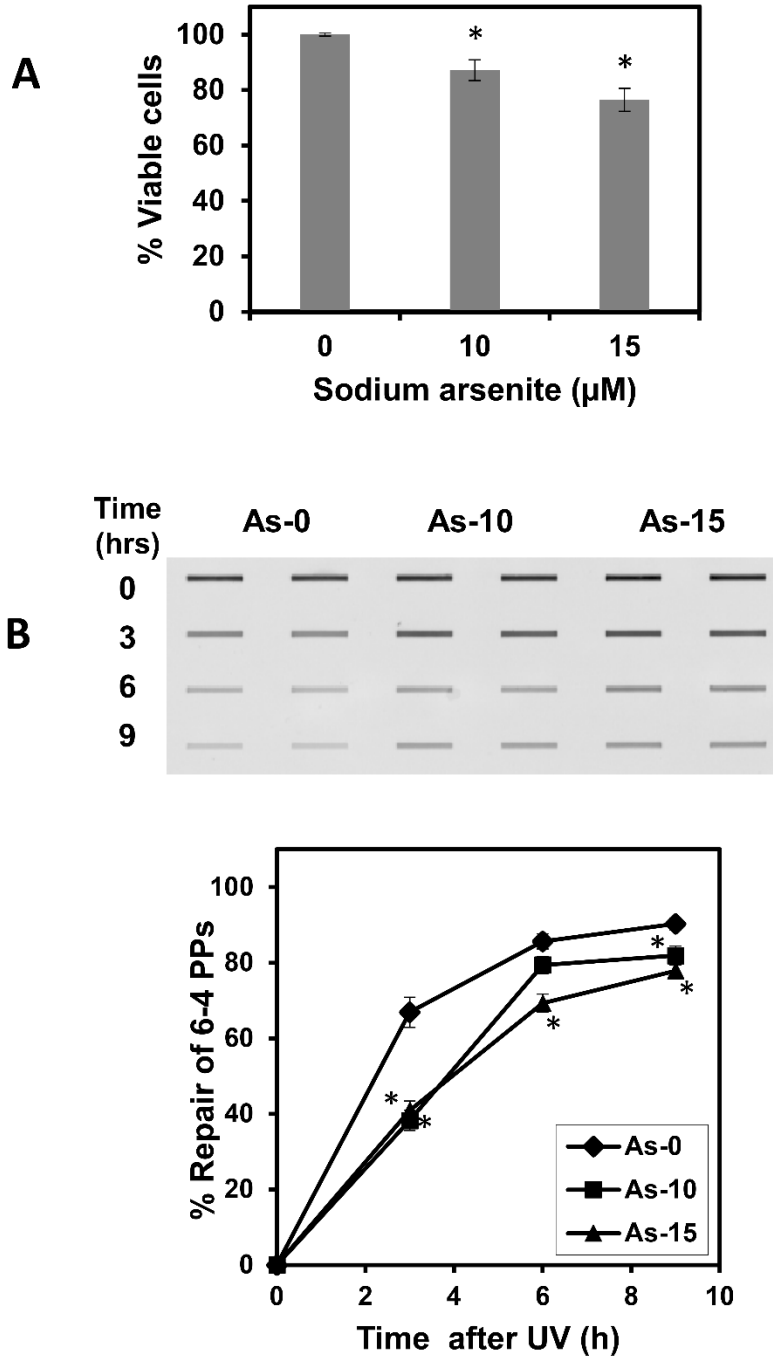 A
% Viable cells
100
80
60
40
20
0
*
*
0 10 15
Sodium arsenite (µM)
B
Time
(hrs)
As-0 As-10 As-15
0
3
6
9
% Repair of 6-4 PPs
100
80
60
40
20
0
*
*
*
*
*
As-0
As-10
As-15
0 2 4 6 8 10
Time after UV (h)